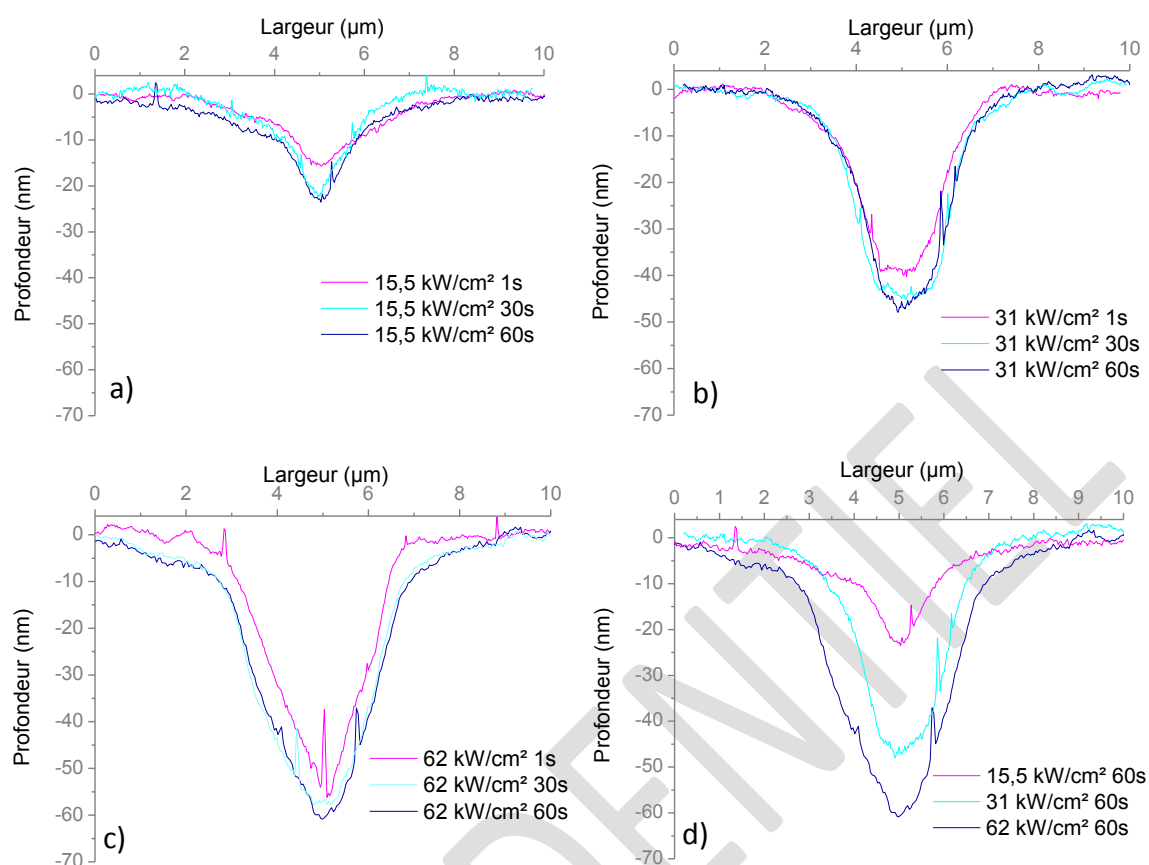 Largeur (µm)
0 2 4 6 8 10
Profondeur (nm)
0
-10
-20
-30
-40
-50
-60
-70
15,5 kW/cm² 1s
15,5 kW/cm² 30s
15,5 kW/cm² 60s
a)
Largeur (µm)
0 2 4 6 8 10
Profondeur (nm)
0
-10
-20
-30
-40
-50
-60
-70
31 kW/cm² 1s
31 kW/cm² 30s
31 kW/cm² 60s
b)
Largeur (µm)
0 2 4 6 8 10
Profondeur (nm)
0
-10
-20
-30
-40
-50
-60
-70
62 kW/cm² 1s
62 kW/cm² 30s
62 kW/cm² 60s
c)
Largeur (µm)
0 1 2 3 4 5 6 7 8 9 10
Profondeur (nm)
0
-10
-20
-30
-40
-50
-60
-70
15,5 kW/cm² 60s
31 kW/cm² 60s
62 kW/cm² 60s
d)
DENTIEL